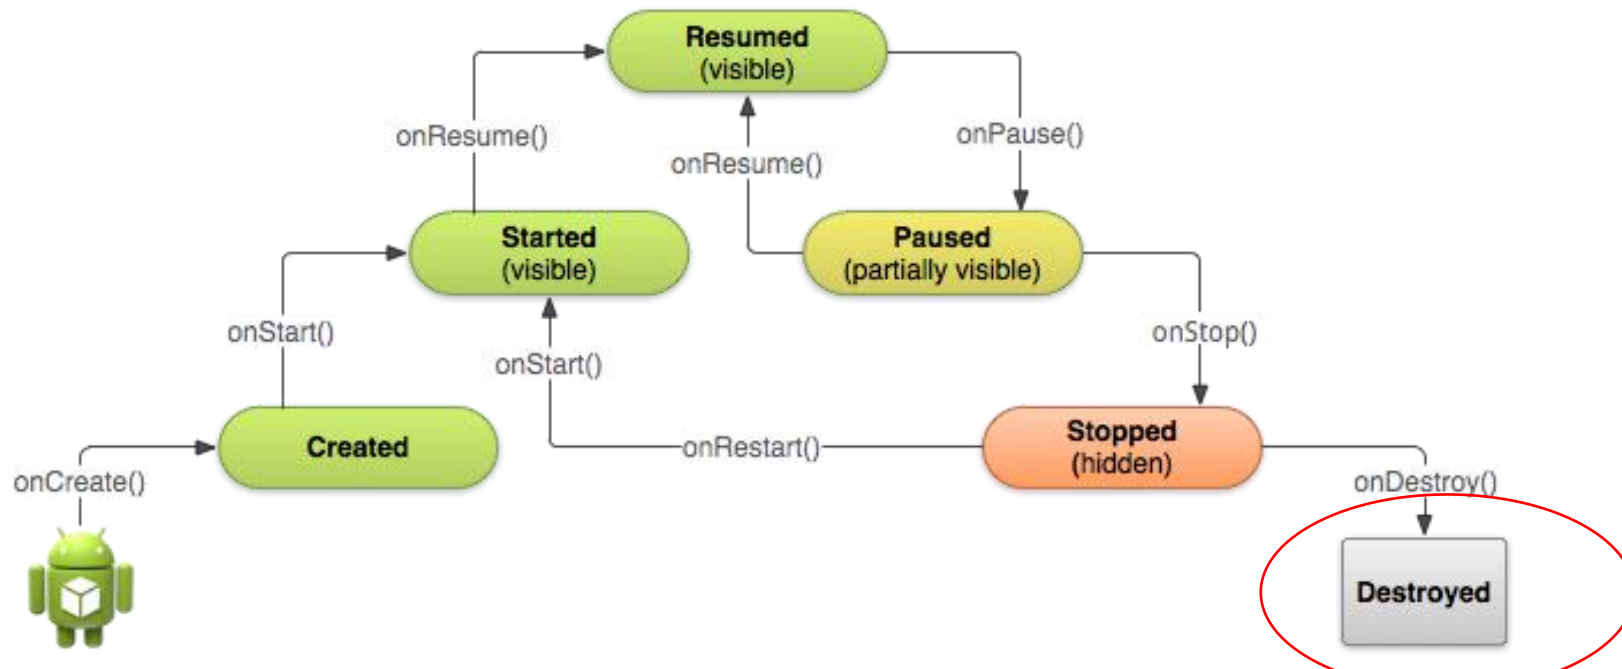 Resumed
(visible)
onResume()
onPause()
onResume()
Started
(visible)
Paused
(partially visible)
onStart()
onStop()
onStart()
Created
onRestart()
Stopped
(hidden)
onCreate()
onDestroy()
Destroyed